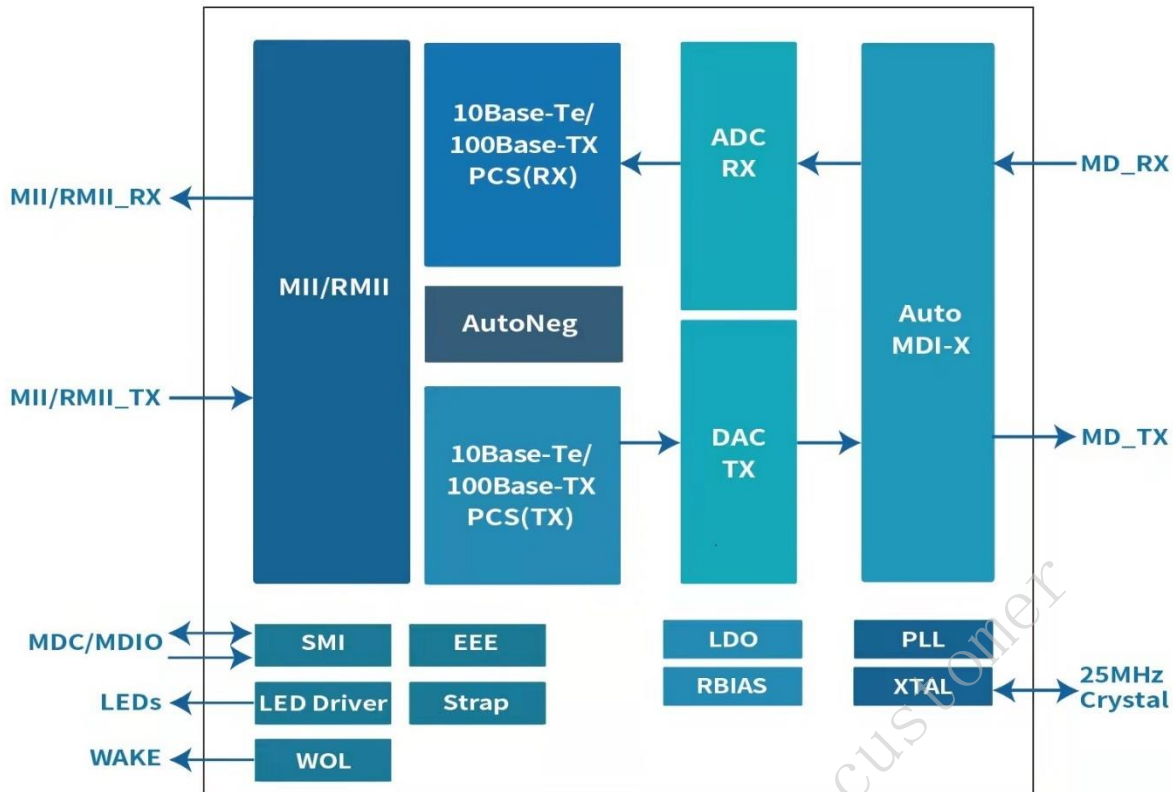 10Base-Te/
100Base-TX
PCS(RX)
ADC
RX
MD_RX
MII/RMII_RX
MII/RMII
AutoNeg
Auto
MDI-X
MII/RMII_TX
10Base-Te/
100Base-TX
PCS(TX)
DAC
TX
MD_TX
MDC/MDIO
SMI
EEE
LDO
PLL
LEDs
LED Driver
Strap
RBIAS
XTAL
25MHz
Crystal
WAKE
WOL
customer